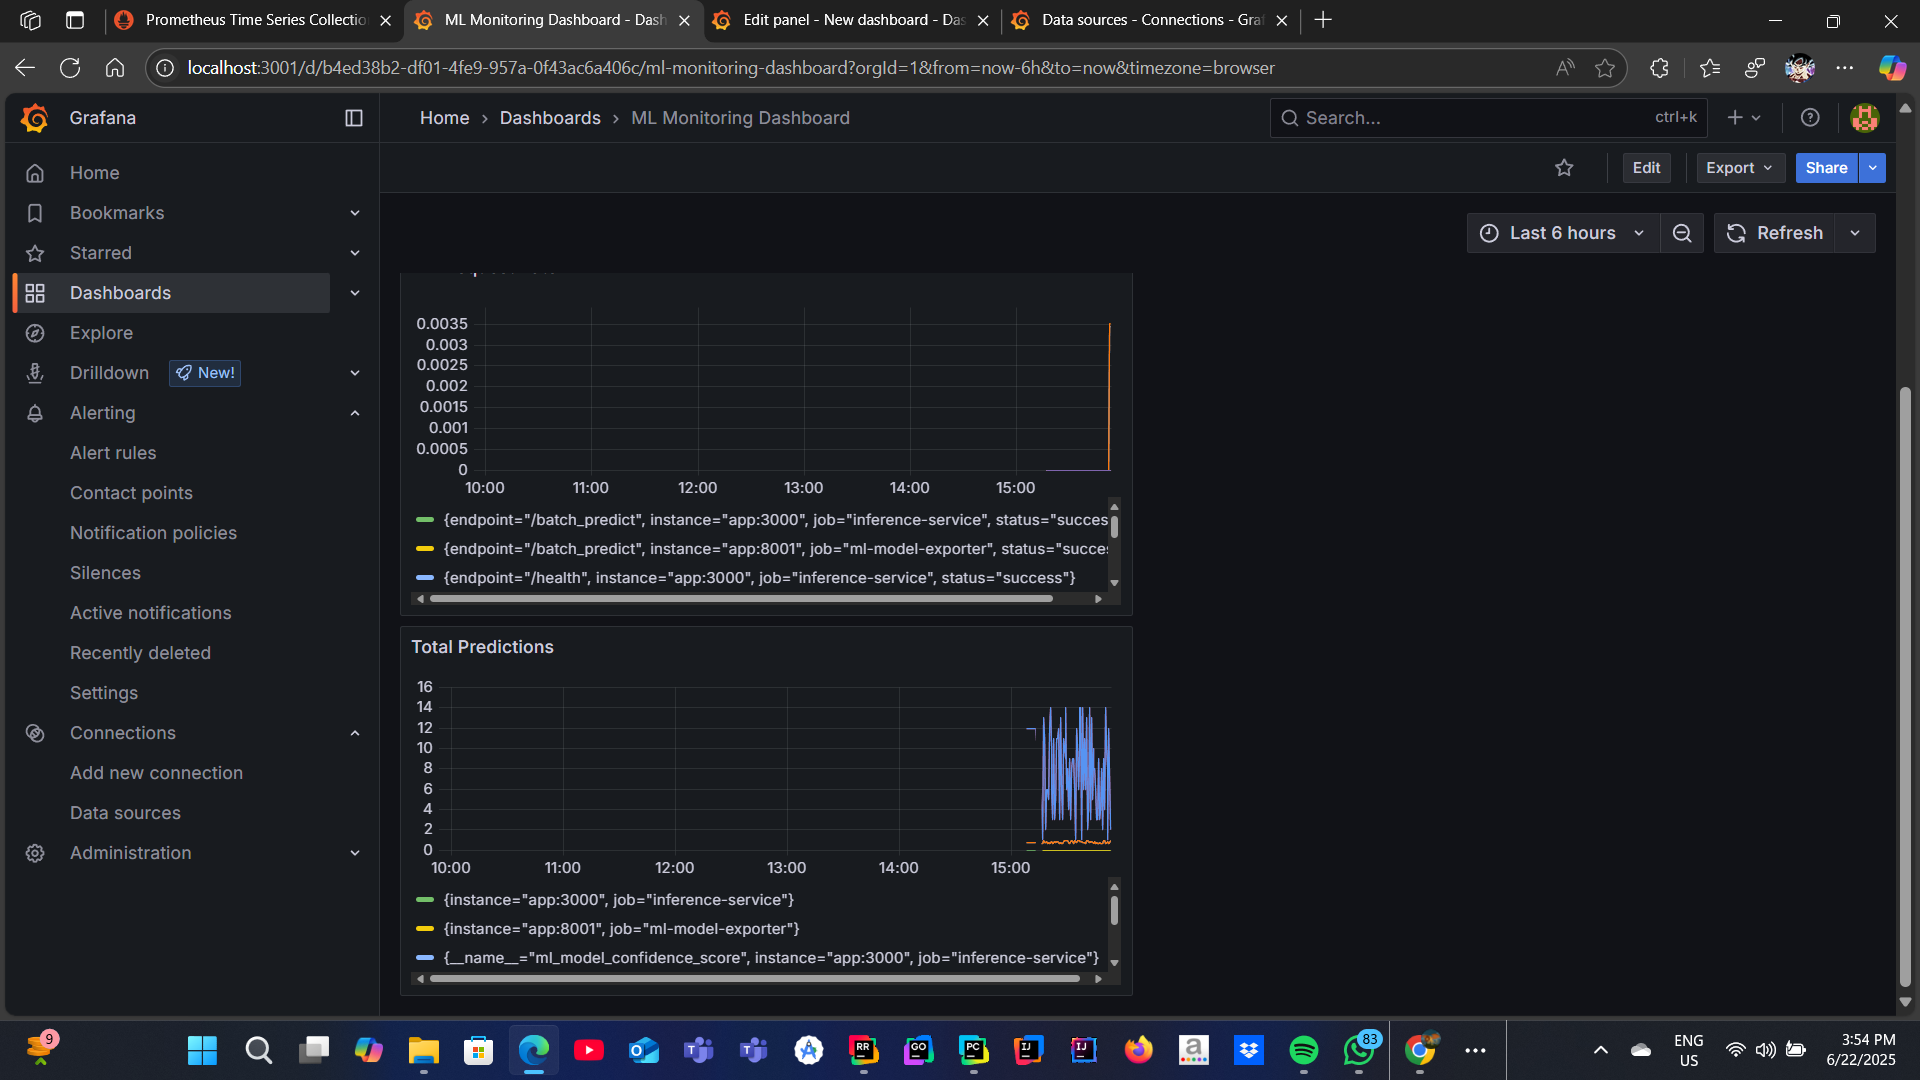 Prometheus Time Series Collectio
ML Monitoring Dashboard - Dash
Edit panel - New dashboard - Das
Data sources - Connections - Graf
localhost:3001/d/b4ed38b2-df01-4fe9-957a-0f43ac6a406c/ml-monitoring-dashboard?orgId=1&from=now-6h&to=now&timezone=browser
Grafana
Home › Dashboards › ML Monitoring Dashboard
Search... ctrl+k
Edit Export Share
Last 6 hours Refresh
Home
Bookmarks
Starred
Dashboards
Explore
Drilldown New!
Alerting
Alert rules
Contact points
Notification policies
Silences
Active notifications
Recently deleted
Settings
Connections
Add new connection
Data sources
Administration
0.0035
0.003
0.0025
0.002
0.0015
0.001
0.0005
0
10:00 11:00 12:00 13:00 14:00 15:00
{endpoint="/batch_predict", instance="app:3000", job="inference-service", status="succes
{endpoint="/batch_predict", instance="app:8001", job="ml-model-exporter", status="succe
{endpoint="/health", instance="app:3000", job="inference-service", status="success"}
Total Predictions
16
14
12
10
8
6
4
2
0
10:00 11:00 12:00 13:00 14:00 15:00
{instance="app:3000", job="inference-service"}
{instance="app:8001", job="ml-model-exporter"}
{__name__="ml_model_confidence_score", instance="app:3000", job="inference-service"}
9
RR
GO
PC
IJ
IJ
a
83
ENG
US
3:54 PM
6/22/2025